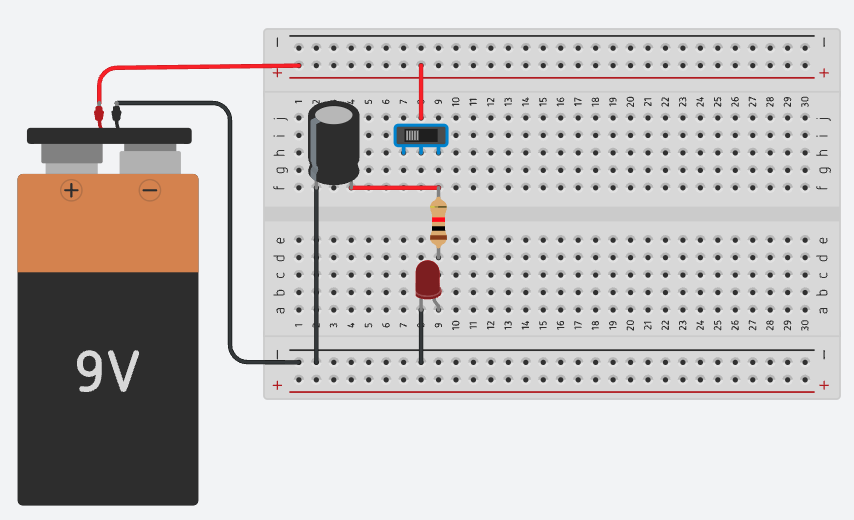 − −
+ +
1 2 4 5 6 7 8 9 10 11 12 13 14 15 16 17 18 19 20 21 22 23 24 25 26 27 28 29 30
j j
i i
h h
g g
f f
+ −
e e
d d
c c
b b
a a
1 2 3 4 5 6 7 8 9 10 11 12 13 14 15 16 17 18 19 20 21 22 23 24 25 26 27 28 29 30
− −
9V
+ +